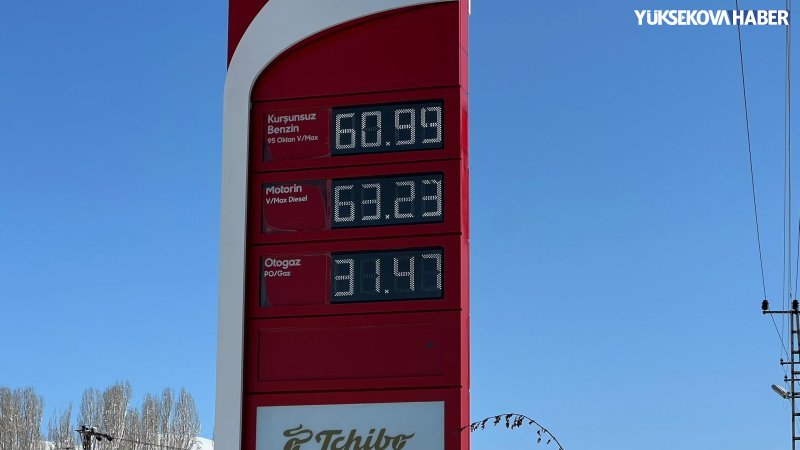 YÜKSEKOVA HABER
Kurşunsuz
Benzin
95 Oktan V/Max
60.99
Motorin
V/Max Diesel
63.23
Otogaz
PO/Gaz
31.47
Tchibo